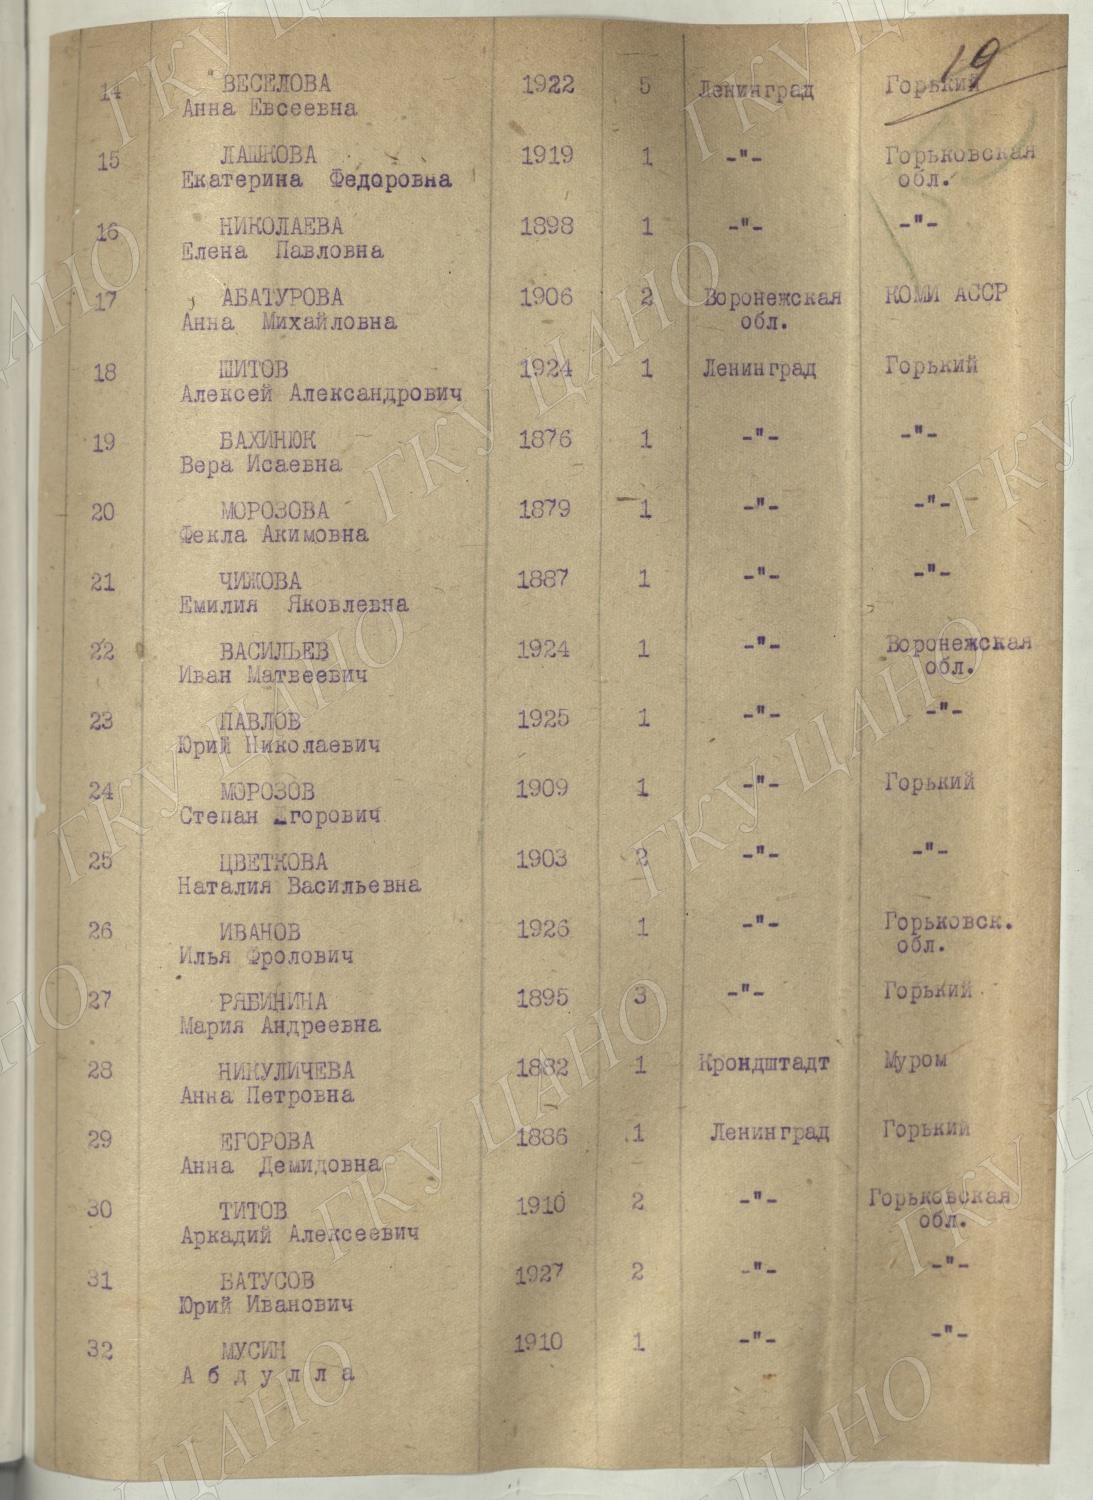 19
14 ВЕСЕЛОВА 1922 5 Ленинград Горький
Анна Евсеевна
15 ЛАШКОВА 1919 1 -"- Горьковская
Екатерина Федоровна обл.
16 НИКОЛАЕВА 1898 1 -"- -"-
Елена Павловна
17 АБАТУРОВА 1906 2 Воронежская КОМИ АССР
Анна Михайловна обл.
18 ШИТОВ 1924 1 Ленинград Горький
Алексей Александрович
19 БАХИНЮК 1876 1 -"- -"-
Вера Исаевна
20 МОРОЗОВА 1879 1 -"- -"-
Фекла Акимовна
21 ЧИЖОВА 1887 1 -"- -"-
Емилия Яковлевна
22 ВАСИЛЬЕВ 1924 1 -"- Воронежская
Иван Матвеевич обл.
23 ПАВЛОВ 1925 1 -"- -"-
Юрий Николаевич
24 МОРОЗОВ 1909 1 -"- Горький
Степан Егорович
25 ЦВЕТКОВА 1903 2 -"- -"-
Наталия Васильевна
26 ИВАНОВ 1926 1 -"- Горьковск.
Илья Фролович обл.
27 РЯБИНИНА 1895 3 -"- Горький
Мария Андреевна
28 НИКУЛИЧЕВА 1882 1 Крондштадт Муром
Анна Петровна
29 ЕГОРОВА 1886 1 Ленинград Горький
Анна Демидовна
30 ТИТОВ 1910 2 -"- Горьковская
Аркадий Алексеевич обл.
31 БАТУСОВ 1927 2 -"- -"-
Юрий Иванович
32 МУСИН 1910 1 -"- -"-
А б д у л л а
ГКУ ЦАНО